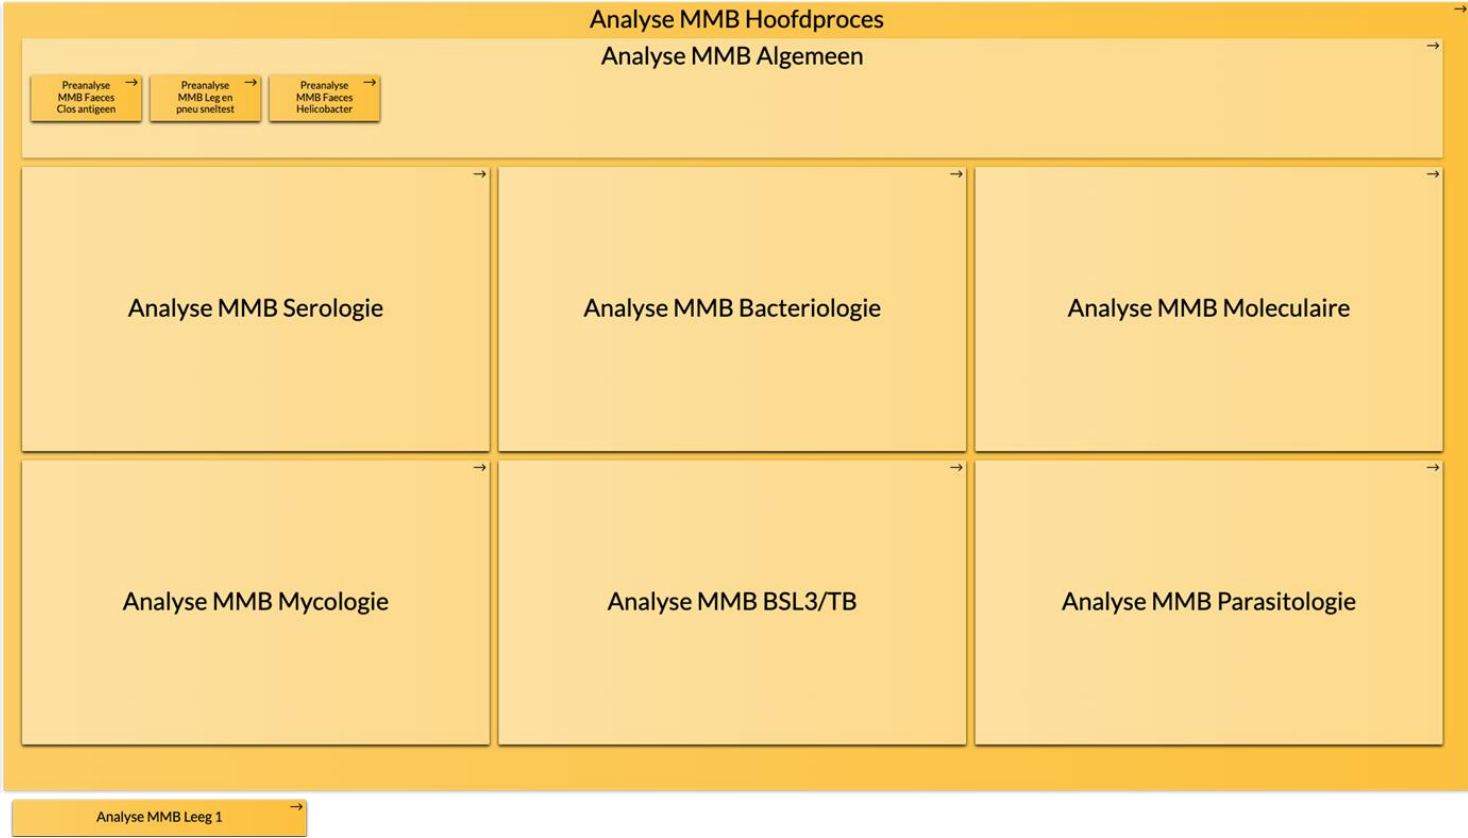 Analyse MMB Hoofdproces →
Analyse MMB Algemeen →
Preanalyse →
MMB Faeces
Clos antigeen
Preanalyse →
MMB Leg en
pneu sneltest
Preanalyse →
MMB Faeces
Helicobacter
Analyse MMB Serologie →
Analyse MMB Bacteriologie →
Analyse MMB Moleculaire →
Analyse MMB Mycologie →
Analyse MMB BSL3/TB →
Analyse MMB Parasitologie →
Analyse MMB Leeg 1 →